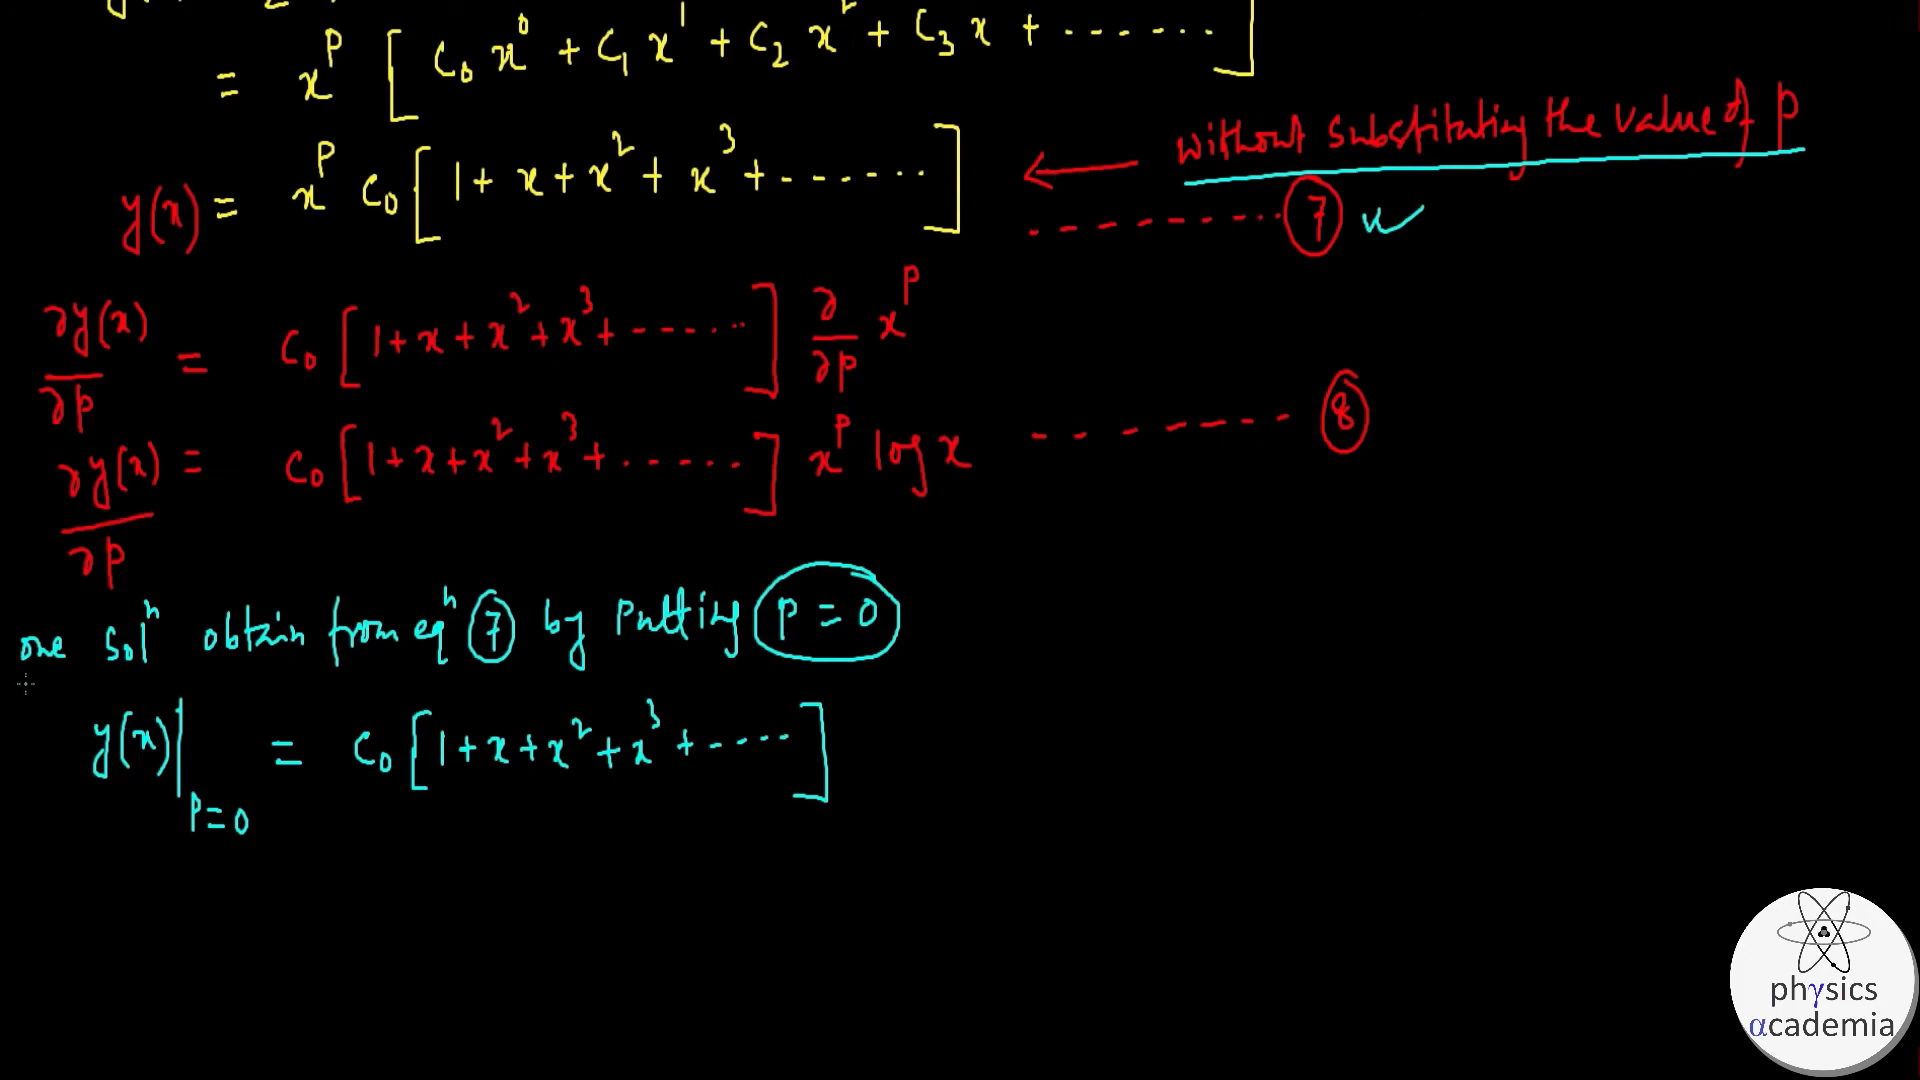 = x^p [ C₀ x⁰ + C₁ x¹ + C₂ x² + C₃ x + ...... ]
without substituting the value of p
y(x) = x^p C₀ [ 1 + x + x² + x³ + ...... ] ←
------- ⑦ ✓
∂y(x)/∂p = C₀ [ 1 + x + x² + x³ + ------ ] ∂/∂p x^p
∂y(x)/∂p = C₀ [ 1 + x + x² + x³ + ...... ] x^p log x ------- ⑧
one solⁿ obtain from eqⁿ ⑦ by putting p = 0
y(x)|_{p=0} = C₀ [ 1 + x + x² + x³ + ---- ]
phγsics
αcademia